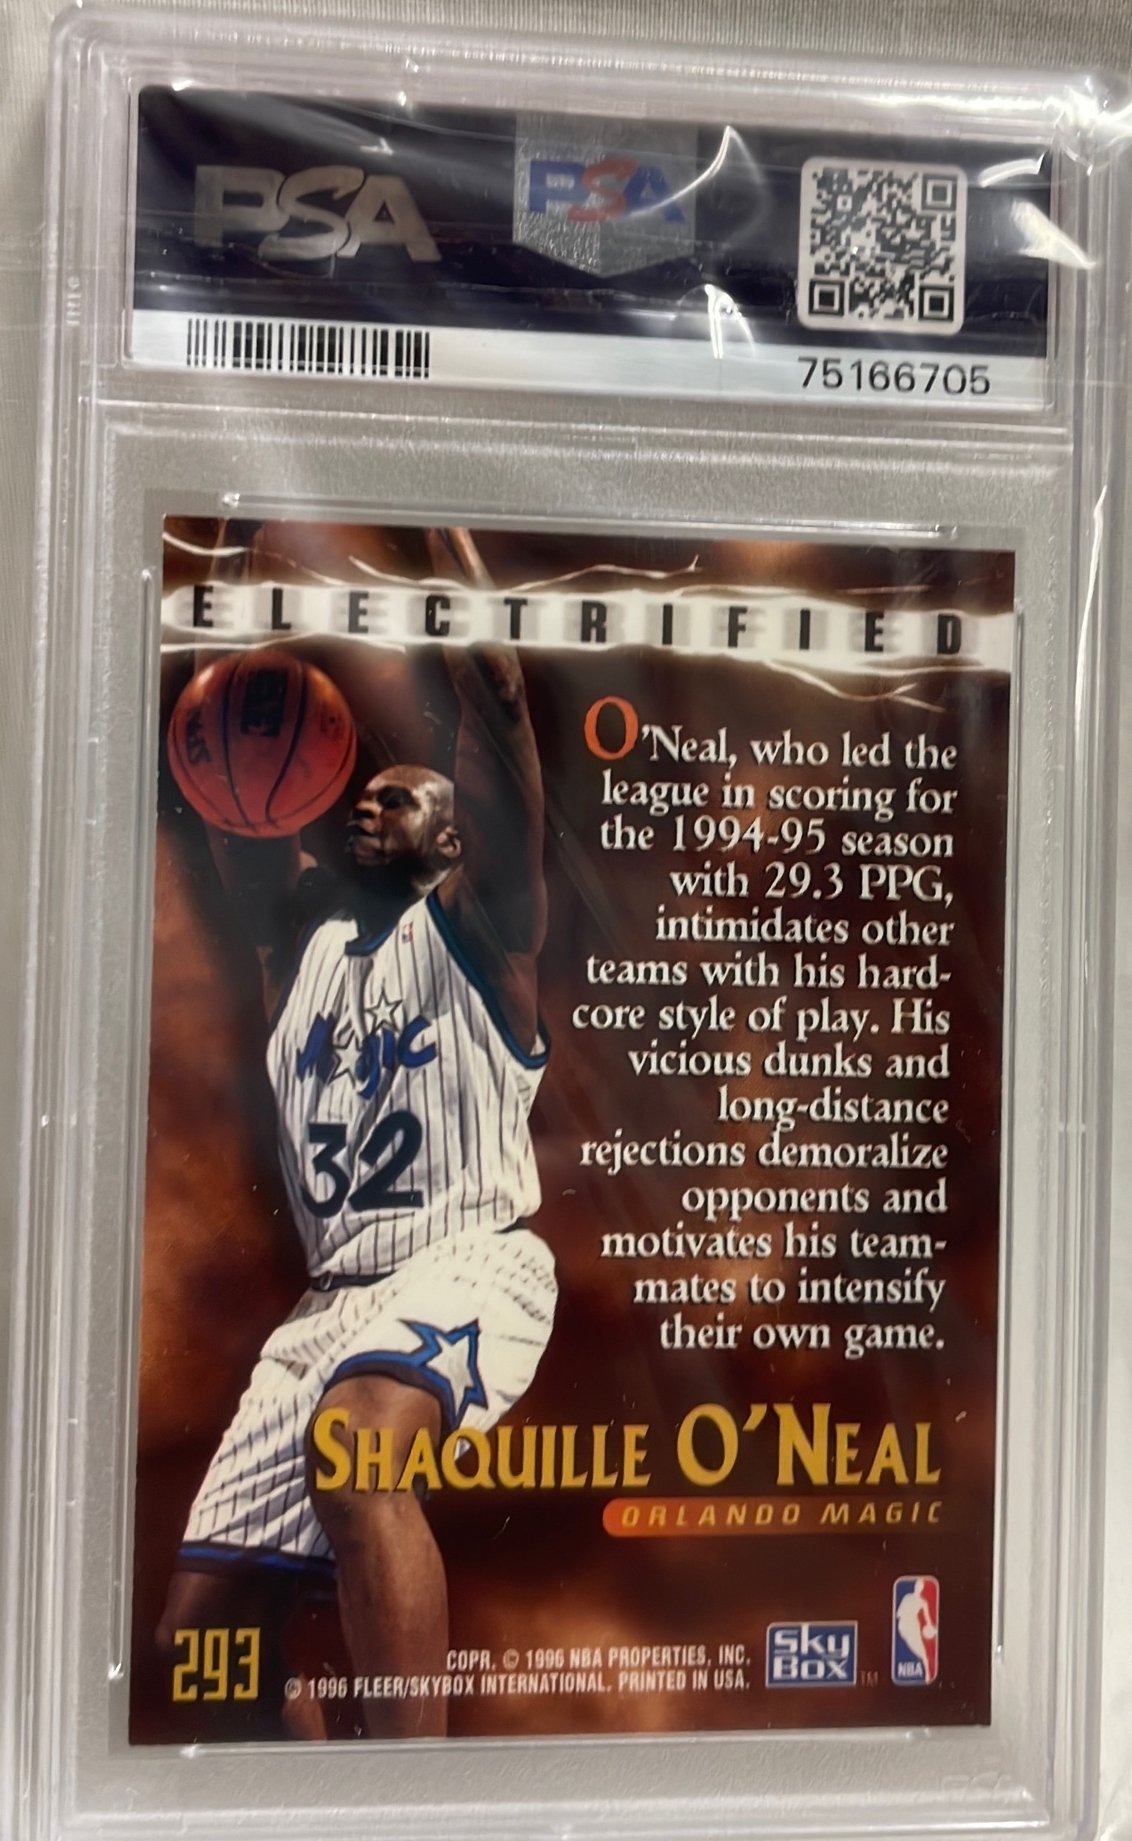 PSA
PSA
75166705
ELECTRIFIED
O'Neal, who led the
league in scoring for
the 1994-95 season
with 29.3 PPG,
intimidates other
teams with his hard-
core style of play. His
vicious dunks and
long-distance
rejections demoralize
opponents and
motivates his team-
mates to intensify
their own game.
Magic
32
SHAQUILLE O'NEAL
ORLANDO MAGIC
293
COPR. © 1996 NBA PROPERTIES, INC.
© 1996 FLEER/SKYBOX INTERNATIONAL. PRINTED IN USA.
SKY
BOX TM
NBA